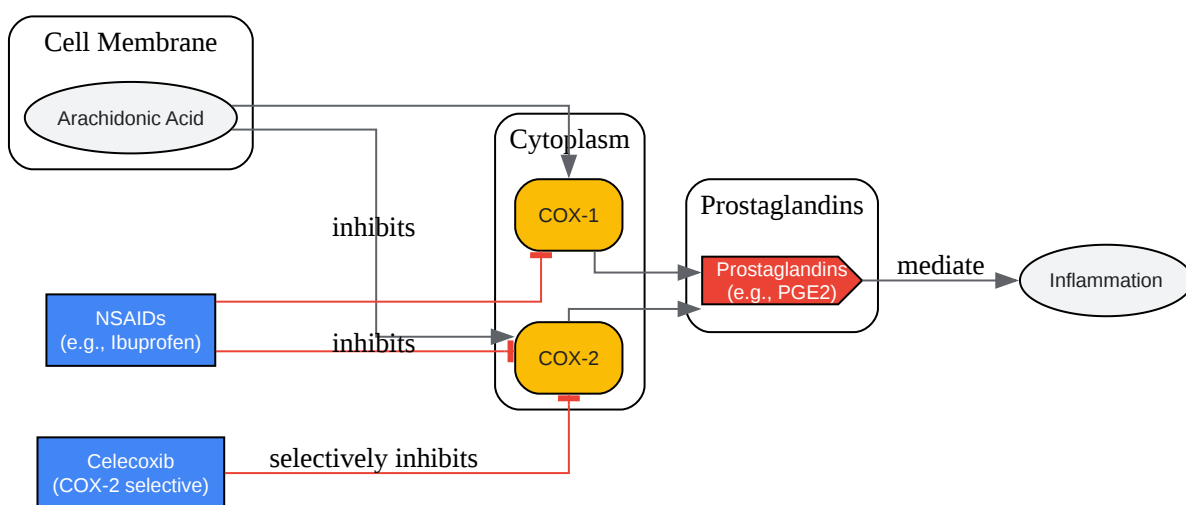 Cell Membrane
Arachidonic Acid
Cytoplasm
COX-1
Prostaglandins
inhibits
Prostaglandins
(e.g., PGE2)
mediate
Inflammation
NSAIDs
(e.g., Ibuprofen)
inhibits
COX-2
Celecoxib
(COX-2 selective)
selectively inhibits